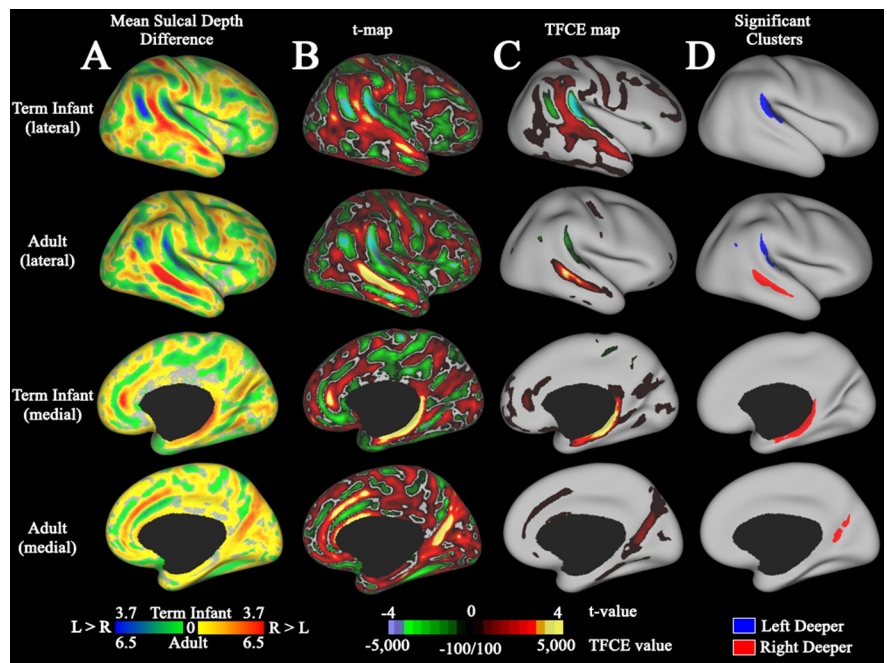 Mean Sulcal Depth
Difference
t-map
TFCE map
Significant
Clusters
A
B
C
D
Term Infant
(lateral)
Adult
(lateral)
Term Infant
(medial)
Adult
(medial)
3.7 Term Infant 3.7
L > R 0 R > L
6.5 Adult 6.5
-4 0 4 t-value
-5,000 -100/100 5,000 TFCE value
Left Deeper
Right Deeper